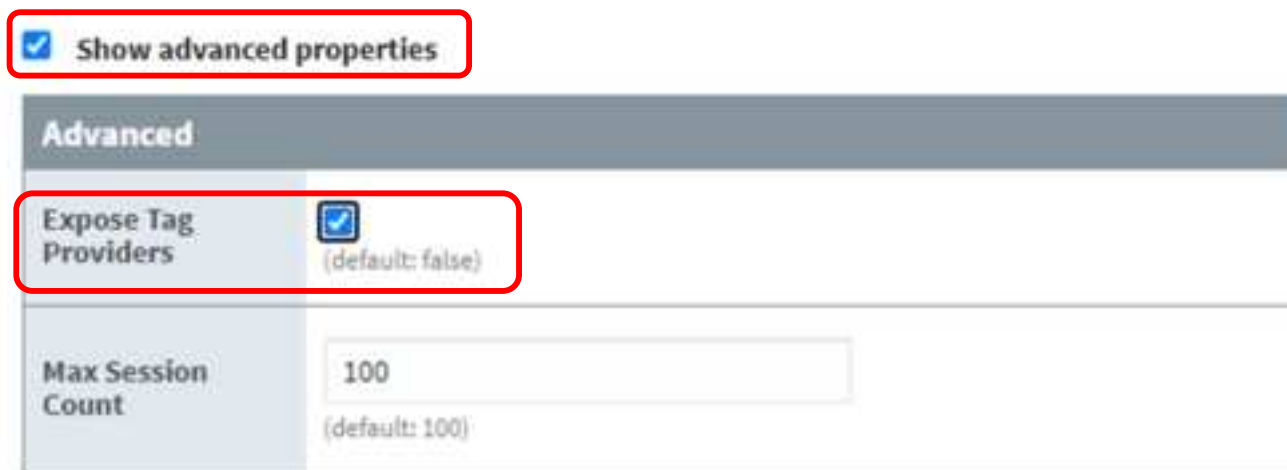 Show advanced properties
Advanced
Expose Tag
Providers
(default: false)
Max Session
Count
100
(default: 100)